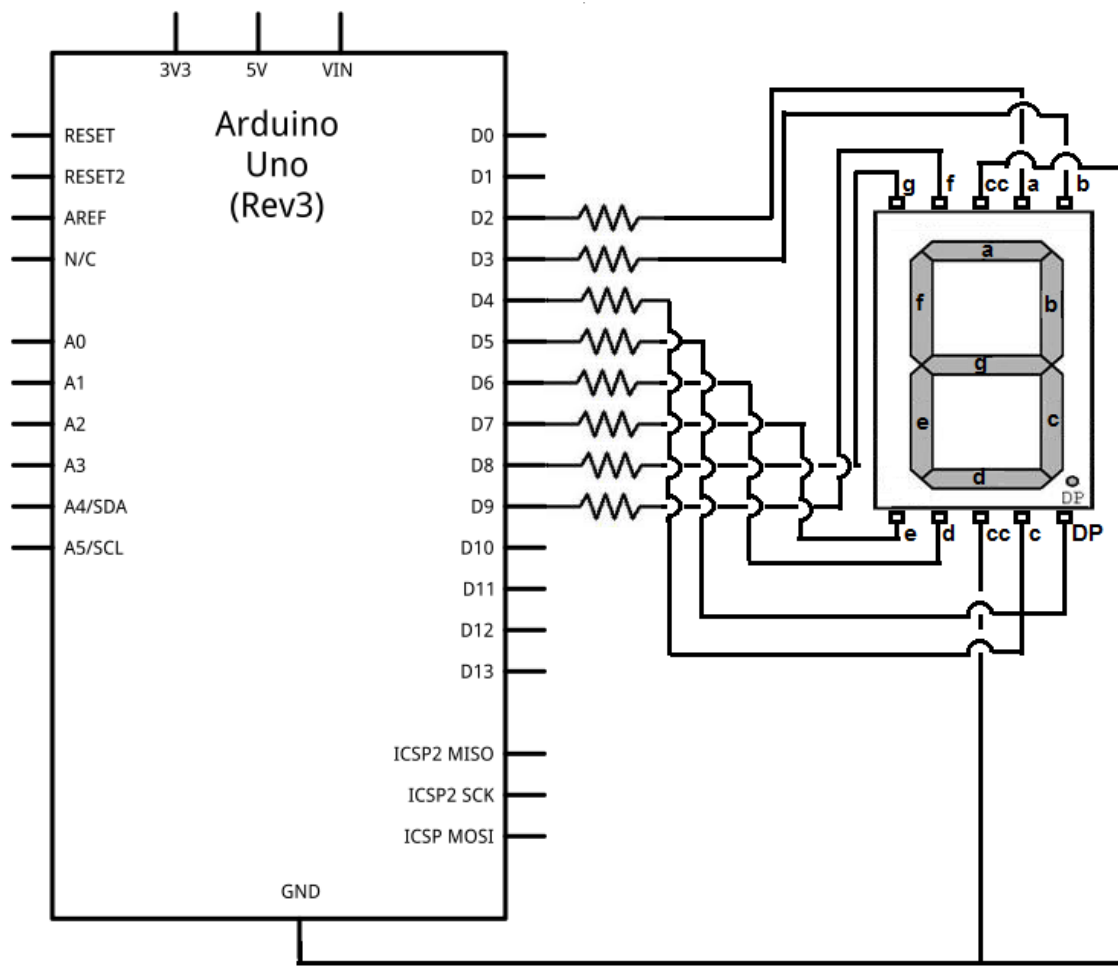 3V3 5V VIN
Arduino
Uno
(Rev3)
RESET
RESET2
AREF
N/C
A0
A1
A2
A3
A4/SDA
A5/SCL
D0
D1
D2
D3
D4
D5
D6
D7
D8
D9
D10
D11
D12
D13
ICSP2 MISO
ICSP2 SCK
ICSP MOSI
GND
g f cc a b
a
f b
g
e c
d
DP
e d cc c DP